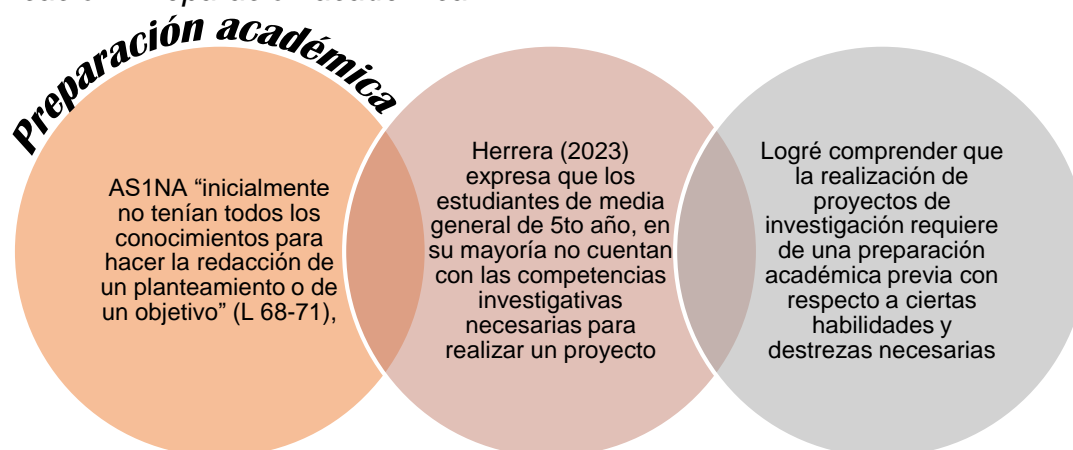 Preparación académica
AS1NA “inicialmente
no tenían todos los
conocimientos para
hacer la redacción de
un planteamiento o de
un objetivo” (L 68-71),
Herrera (2023)
expresa que los
estudiantes de media
general de 5to año, en
su mayoría no cuentan
con las competencias
investigativas
necesarias para
realizar un proyecto
Logré comprender que
la realización de
proyectos de
investigación requiere
de una preparación
académica previa con
respecto a ciertas
habilidades y
destrezas necesarias